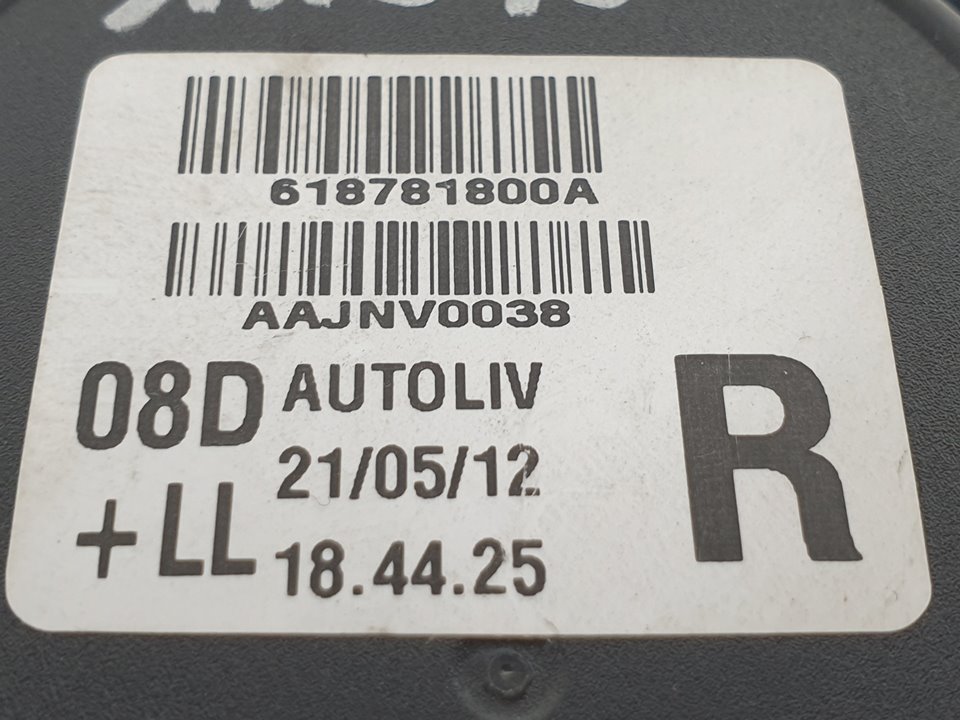 618781800A
AAJNV0038
08D AUTOLIV
21/05/12
+LL 18.44.25
R